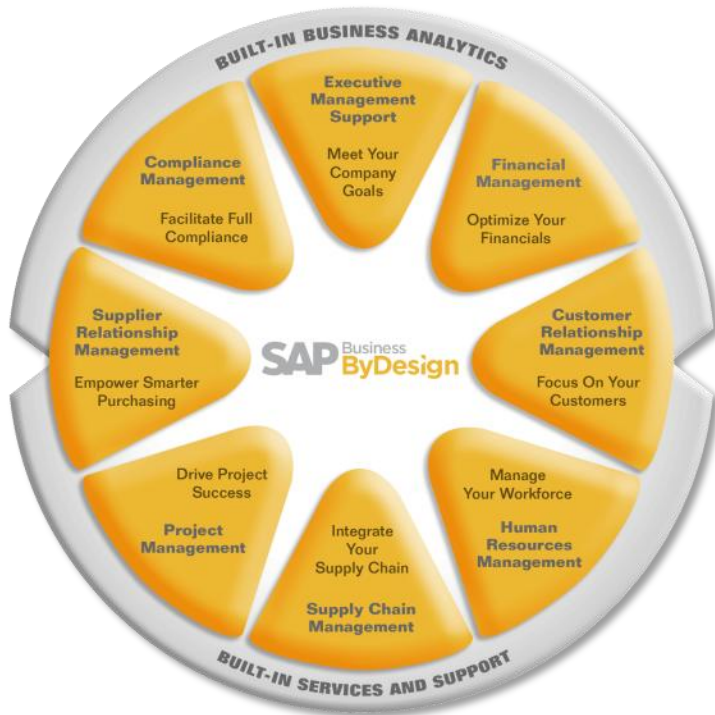 BUILT-IN BUSINESS ANALYTICS
Executive
Management
Support
Meet Your
Company
Goals
Financial
Management
Optimize Your
Financials
Customer
Relationship
Management
Focus On Your
Customers
Manage
Your Workforce
Human
Resources
Management
Integrate
Your
Supply Chain
Supply Chain
Management
Drive Project
Success
Project
Management
Supplier
Relationship
Management
Empower Smarter
Purchasing
Compliance
Management
Facilitate Full
Compliance
SAP Business
ByDesign
BUILT-IN SERVICES AND SUPPORT